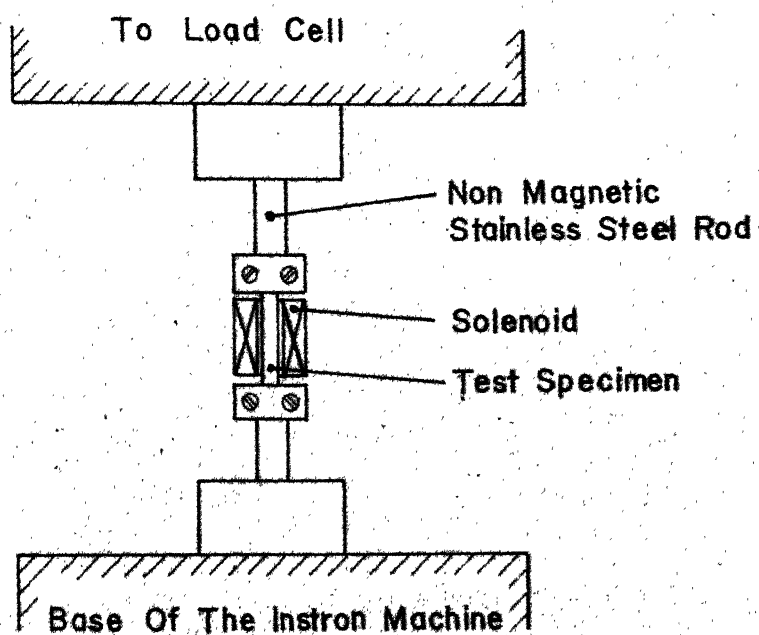 To Load Cell
Non Magnetic
Stainless Steel Rod
Solenoid
Test Specimen
Base Of The Instron Machine